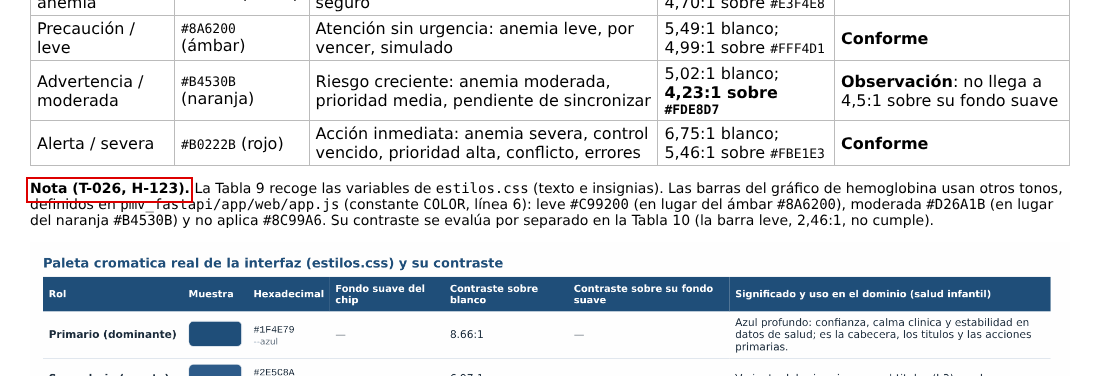 anemia
seguro
4,70:1 sobre #E3F4E8
Precaución / leve
#8A6200 (ámbar)
Atención sin urgencia: anemia leve, por vencer, simulado
5,49:1 blanco; 4,99:1 sobre #FFF4D1
Conforme
Advertencia / moderada
#B4530B (naranja)
Riesgo creciente: anemia moderada, prioridad media, pendiente de sincronizar
5,02:1 blanco; 4,23:1 sobre #FDE8D7
Observación: no llega a 4,5:1 sobre su fondo suave
Alerta / severa
#B0222B (rojo)
Acción inmediata: anemia severa, control vencido, prioridad alta, conflicto, errores
6,75:1 blanco; 5,46:1 sobre #FBE1E3
Conforme
Nota (T-026, H-123). La Tabla 9 recoge las variables de estilos.css (texto e insignias). Las barras del gráfico de hemoglobina usan otros tonos,
definidos en pmv_fastapi/app/web/app.js (constante COLOR, línea 6): leve #C99200 (en lugar del ámbar #8A6200), moderada #D26A1B (en lugar
del naranja #B4530B) y no aplica #8C99A6. Su contraste se evalúa por separado en la Tabla 10 (la barra leve, 2,46:1, no cumple).
Paleta cromatica real de la interfaz (estilos.css) y su contraste
Rol
Muestra
Hexadecimal
Fondo suave del chip
Contraste sobre blanco
Contraste sobre su fondo suave
Significado y uso en el dominio (salud infantil)
Primario (dominante)
#1F4E79
--azul
—
8.66:1
—
Azul profundo: confianza, calma clinica y estabilidad en
datos de salud; es la cabecera, los titulos y las acciones
primarias.
#2E5C8A